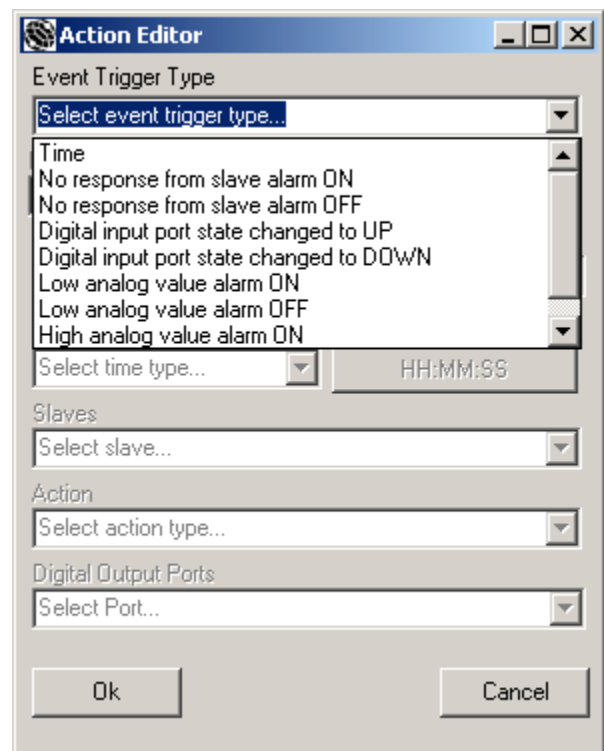 Action Editor
Event Trigger Type
Select event trigger type...
Time
No response from slave alarm ON
No response from slave alarm OFF
Digital input port state changed to UP
Digital input port state changed to DOWN
Low analog value alarm ON
Low analog value alarm OFF
High analog value alarm ON
Select time type... HH:MM:SS
Slaves
Select slave...
Action
Select action type...
Digital Output Ports
Select Port...
Ok Cancel